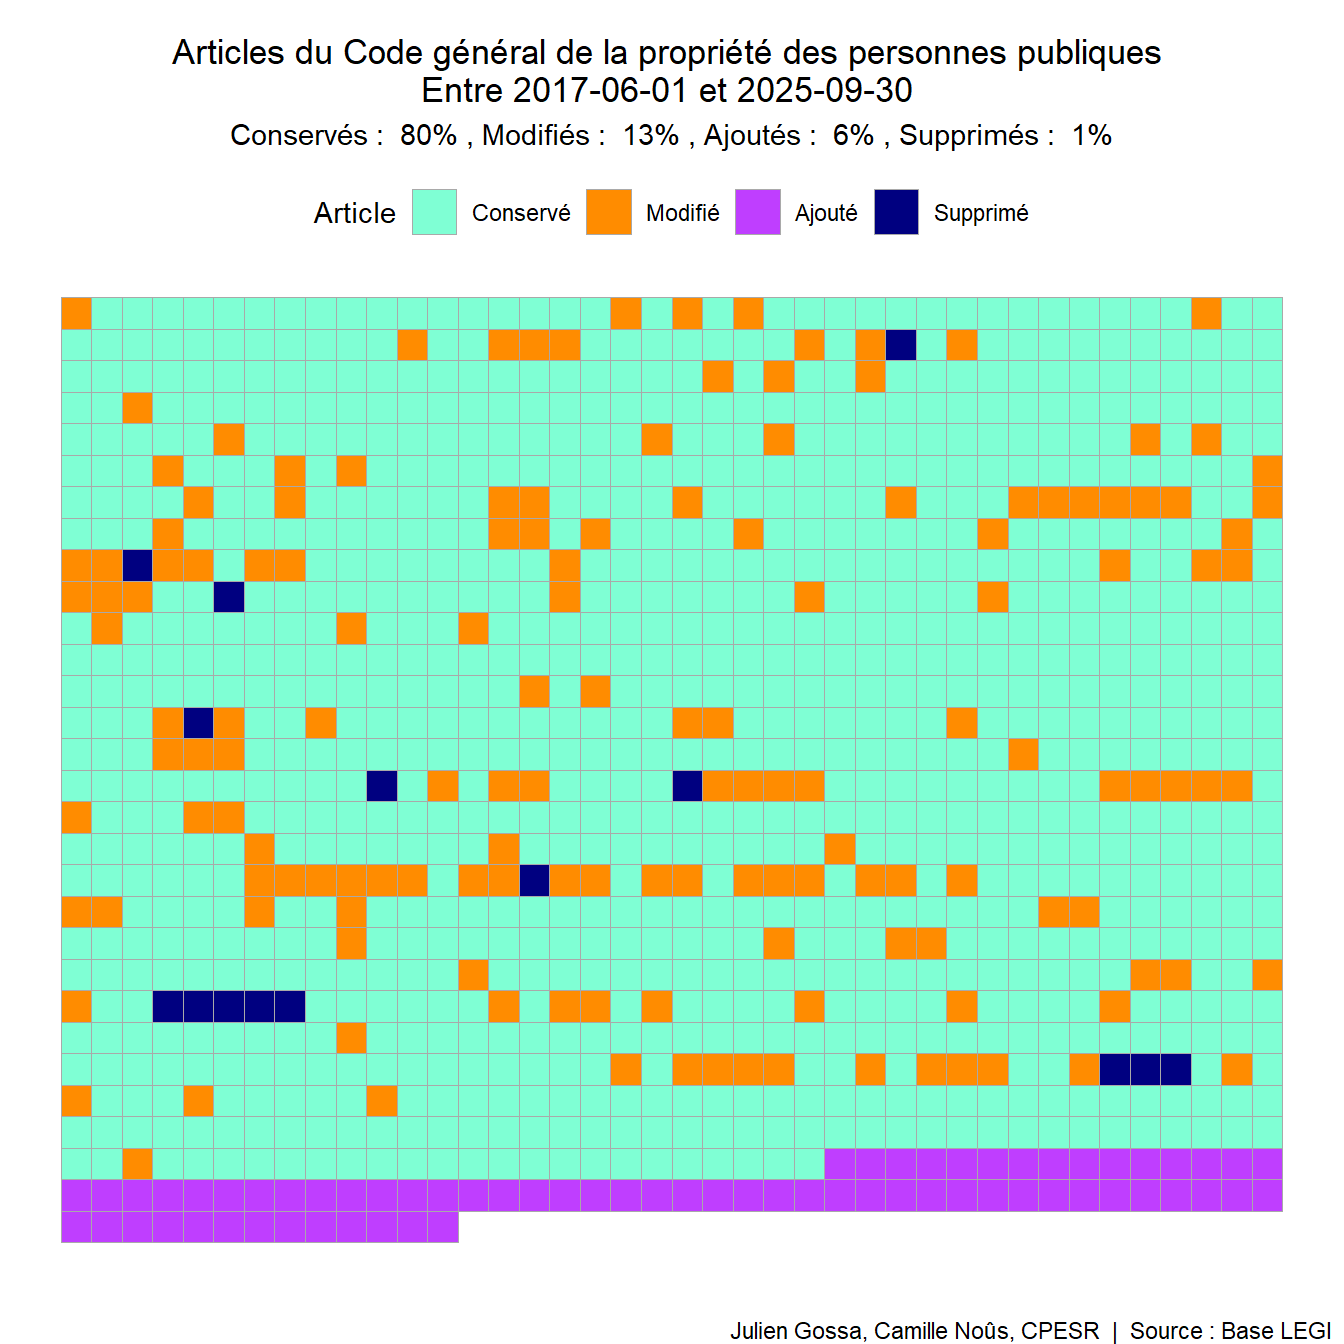 Articles du Code général de la propriété des personnes publiques
Entre 2017-06-01 et 2025-09-30
Conservés :  80% , Modifiés :  13% , Ajoutés :  6% , Supprimés :  1%
Article Conservé Modifié Ajouté Supprimé
Julien Gossa, Camille Noûs, CPESR | Source : Base LEGI